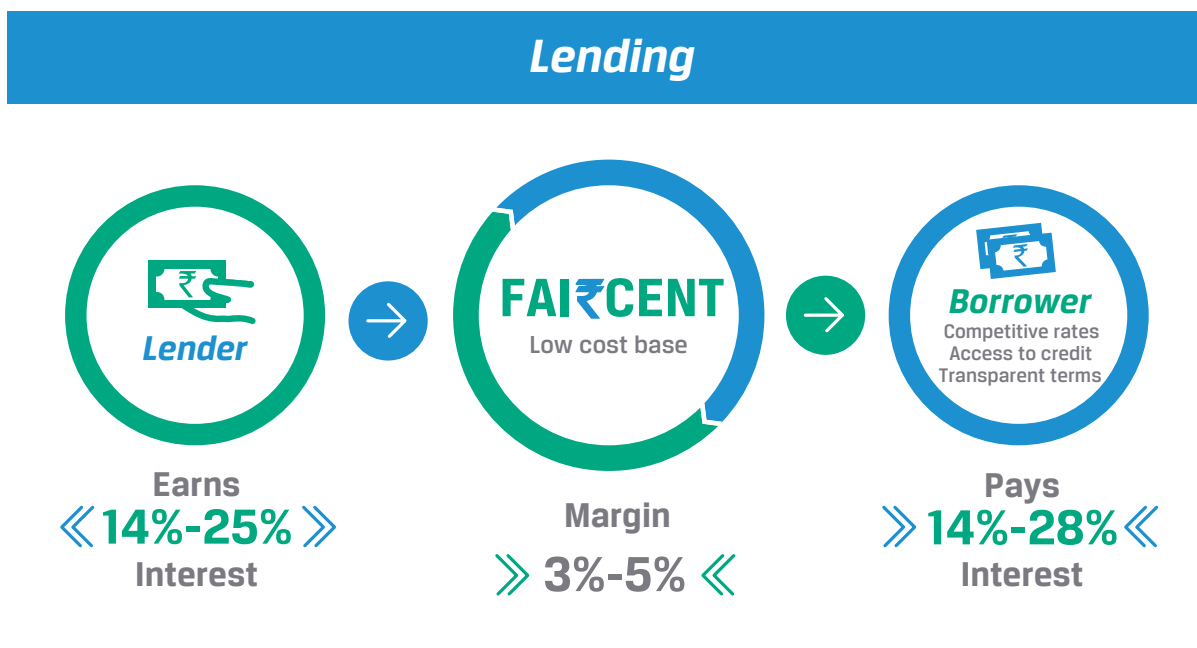 Lending
₹
Lender
FAI₹CENT
Low cost base
₹
Borrower
Competitive rates
Access to credit
Transparent terms
Earns
14%-25%
Interest
Margin
3%-5%
Pays
14%-28%
Interest